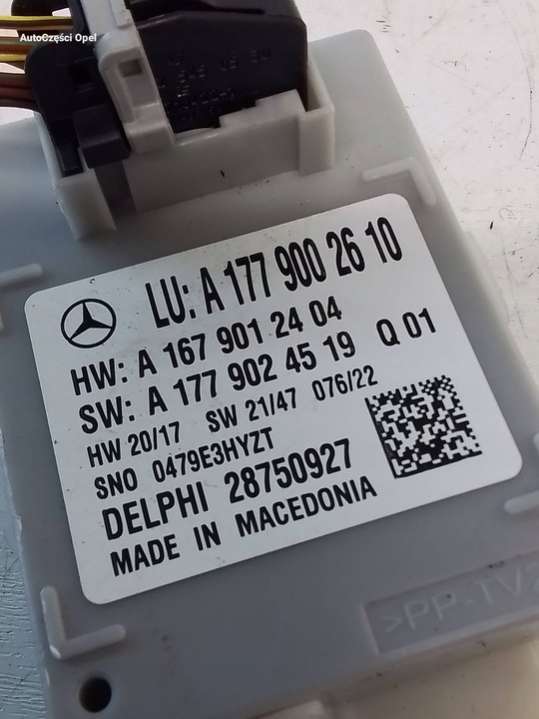 AutoCzęści Opel
LU: A 177 900 26 10
HW: A 167 901 24 04
SW: A 177 902 45 19 Q 01
HW 20/17 SW 21/47 076/22
SNO 0479E3HYZT
DELPHI 28750927
MADE IN MACEDONIA
>PP-TV